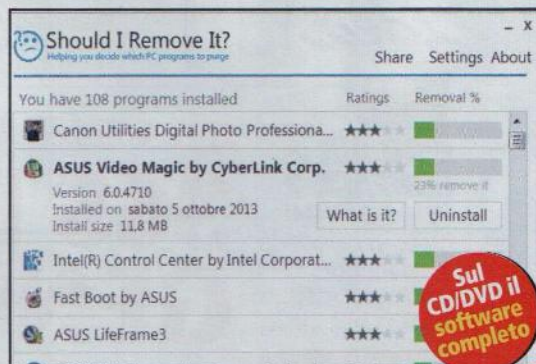 Should I Remove It?
Helping you decide which PC programs to purge
_ X
Share Settings About
You have 108 programs installed Ratings Removal %
Canon Utilities Digital Photo Professiona...
ASUS Video Magic by CyberLink Corp.
23% remove it
Version 6.0.4710
Installed on sabato 5 ottobre 2013
Install size 11,8 MB
What is it? Uninstall
Intel(R) Control Center by Intel Corporat...
Fast Boot by ASUS
ASUS LifeFrame3
Sul
CD/DVD il
software
completo